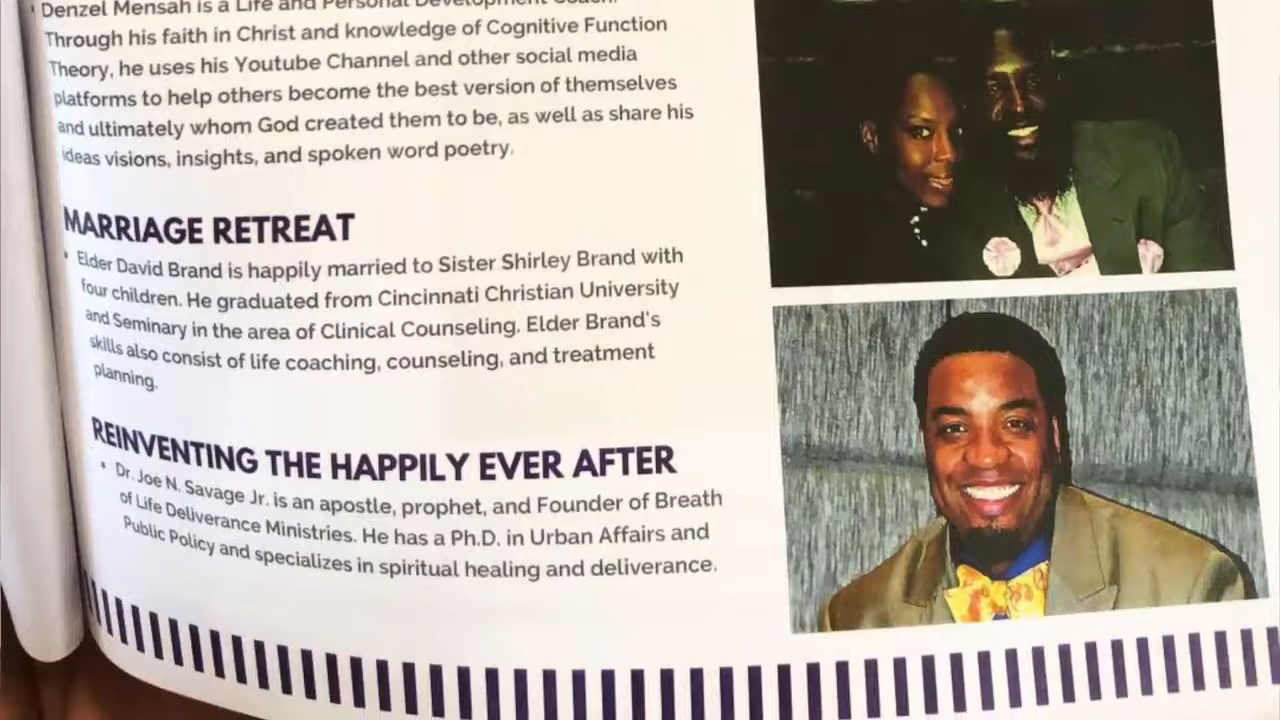 • Denzel Mensah is a Life and Personal Development Coach.
Through his faith in Christ and knowledge of Cognitive Function
Theory, he uses his Youtube Channel and other social media
platforms to help others become the best version of themselves
and ultimately whom God created them to be, as well as share his
ideas visions, insights, and spoken word poetry.
MARRIAGE RETREAT
• Elder David Brand is happily married to Sister Shirley Brand with
four children. He graduated from Cincinnati Christian University
and Seminary in the area of Clinical Counseling. Elder Brand's
skills also consist of life coaching, counseling, and treatment
planning.
REINVENTING THE HAPPILY EVER AFTER
• Dr. Joe N. Savage Jr. is an apostle, prophet, and Founder of Breath
of Life Deliverance Ministries. He has a Ph.D. in Urban Affairs and
Public Policy and specializes in spiritual healing and deliverance.